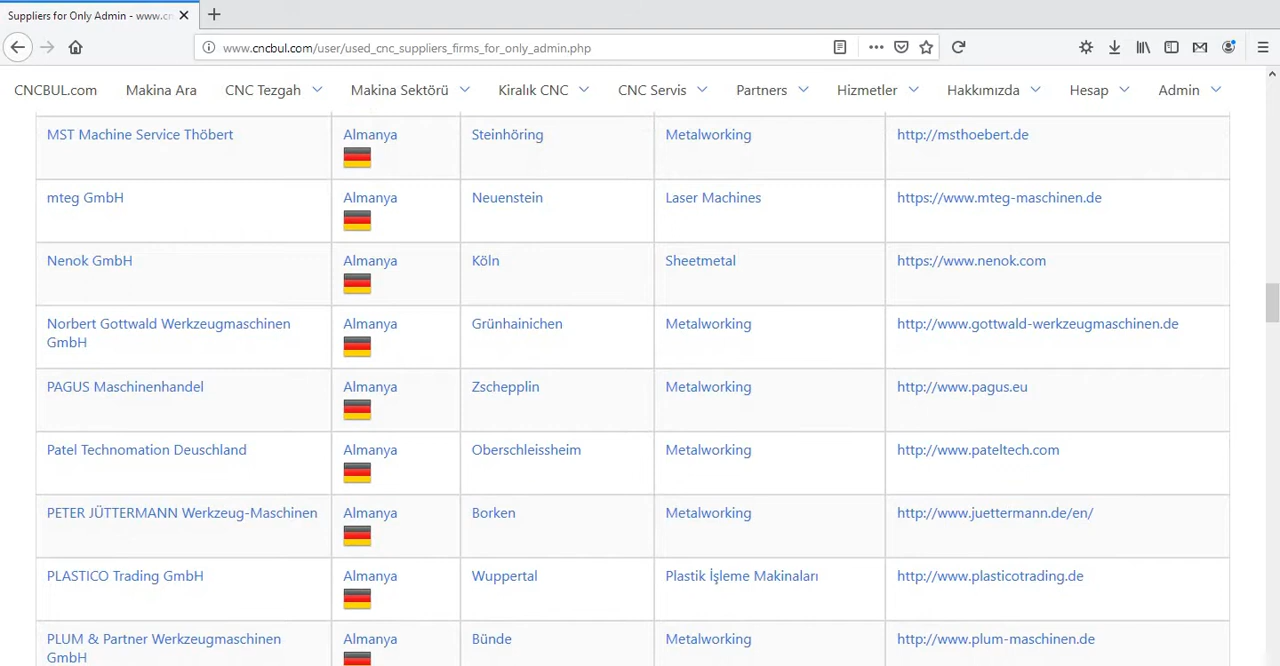 Suppliers for Only Admin - www.cn
www.cncbul.com/user/used_cnc_suppliers_firms_for_only_admin.php
CNCBUL.com Makina Ara CNC Tezgah Makina Sektörü Kiralık CNC CNC Servis Partners Hizmetler Hakkımızda Hesap Admin
MST Machine Service Thöbert Almanya Steinhöring Metalworking http://msthoebert.de
mteg GmbH Almanya Neuenstein Laser Machines https://www.mteg-maschinen.de
Nenok GmbH Almanya Köln Sheetmetal https://www.nenok.com
Norbert Gottwald Werkzeugmaschinen Almanya Grünhainichen Metalworking http://www.gottwald-werkzeugmaschinen.de
GmbH
PAGUS Maschinenhandel Almanya Zschepplin Metalworking http://www.pagus.eu
Patel Technomation Deuschland Almanya Oberschleissheim Metalworking http://www.pateltech.com
PETER JÜTTERMANN Werkzeug-Maschinen Almanya Borken Metalworking http://www.juettermann.de/en/
PLASTICO Trading GmbH Almanya Wuppertal Plastik İşleme Makinaları http://www.plasticotrading.de
PLUM & Partner Werkzeugmaschinen Almanya Bünde Metalworking http://www.plum-maschinen.de
GmbH